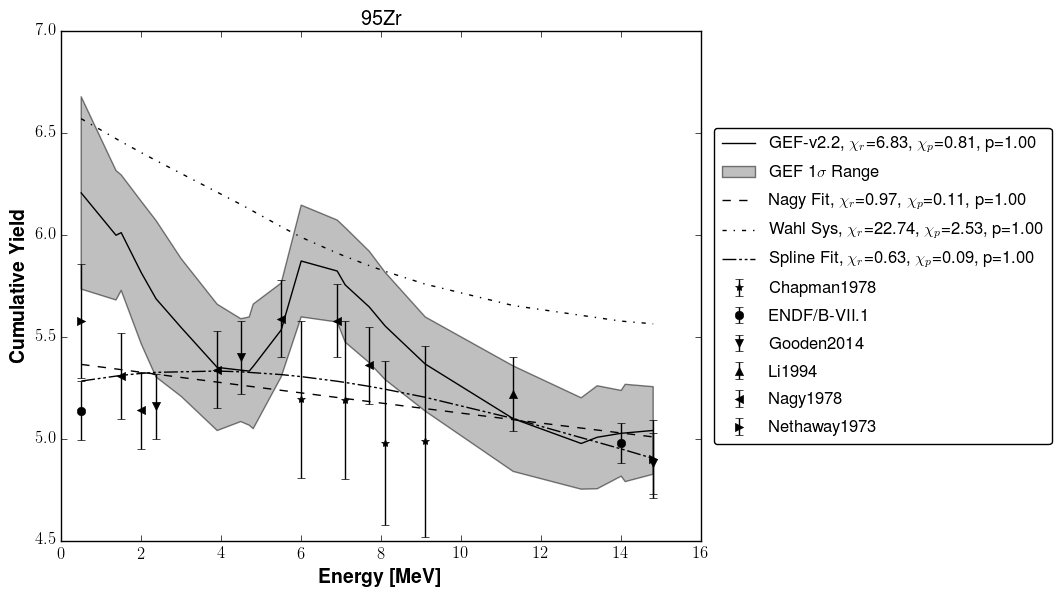 95Zr
7.0
6.5
6.0
5.5
5.0
4.5
Cumulative Yield
0 2 4 6 8 10 12 14 16
Energy [MeV]
GEF-v2.2, χr=6.83, χp=0.81, p=1.00
GEF 1σ Range
Nagy Fit, χr=0.97, χp=0.11, p=1.00
Wahl Sys, χr=22.74, χp=2.53, p=1.00
Spline Fit, χr=0.63, χp=0.09, p=1.00
Chapman1978
ENDF/B-VII.1
Gooden2014
Li1994
Nagy1978
Nethaway1973